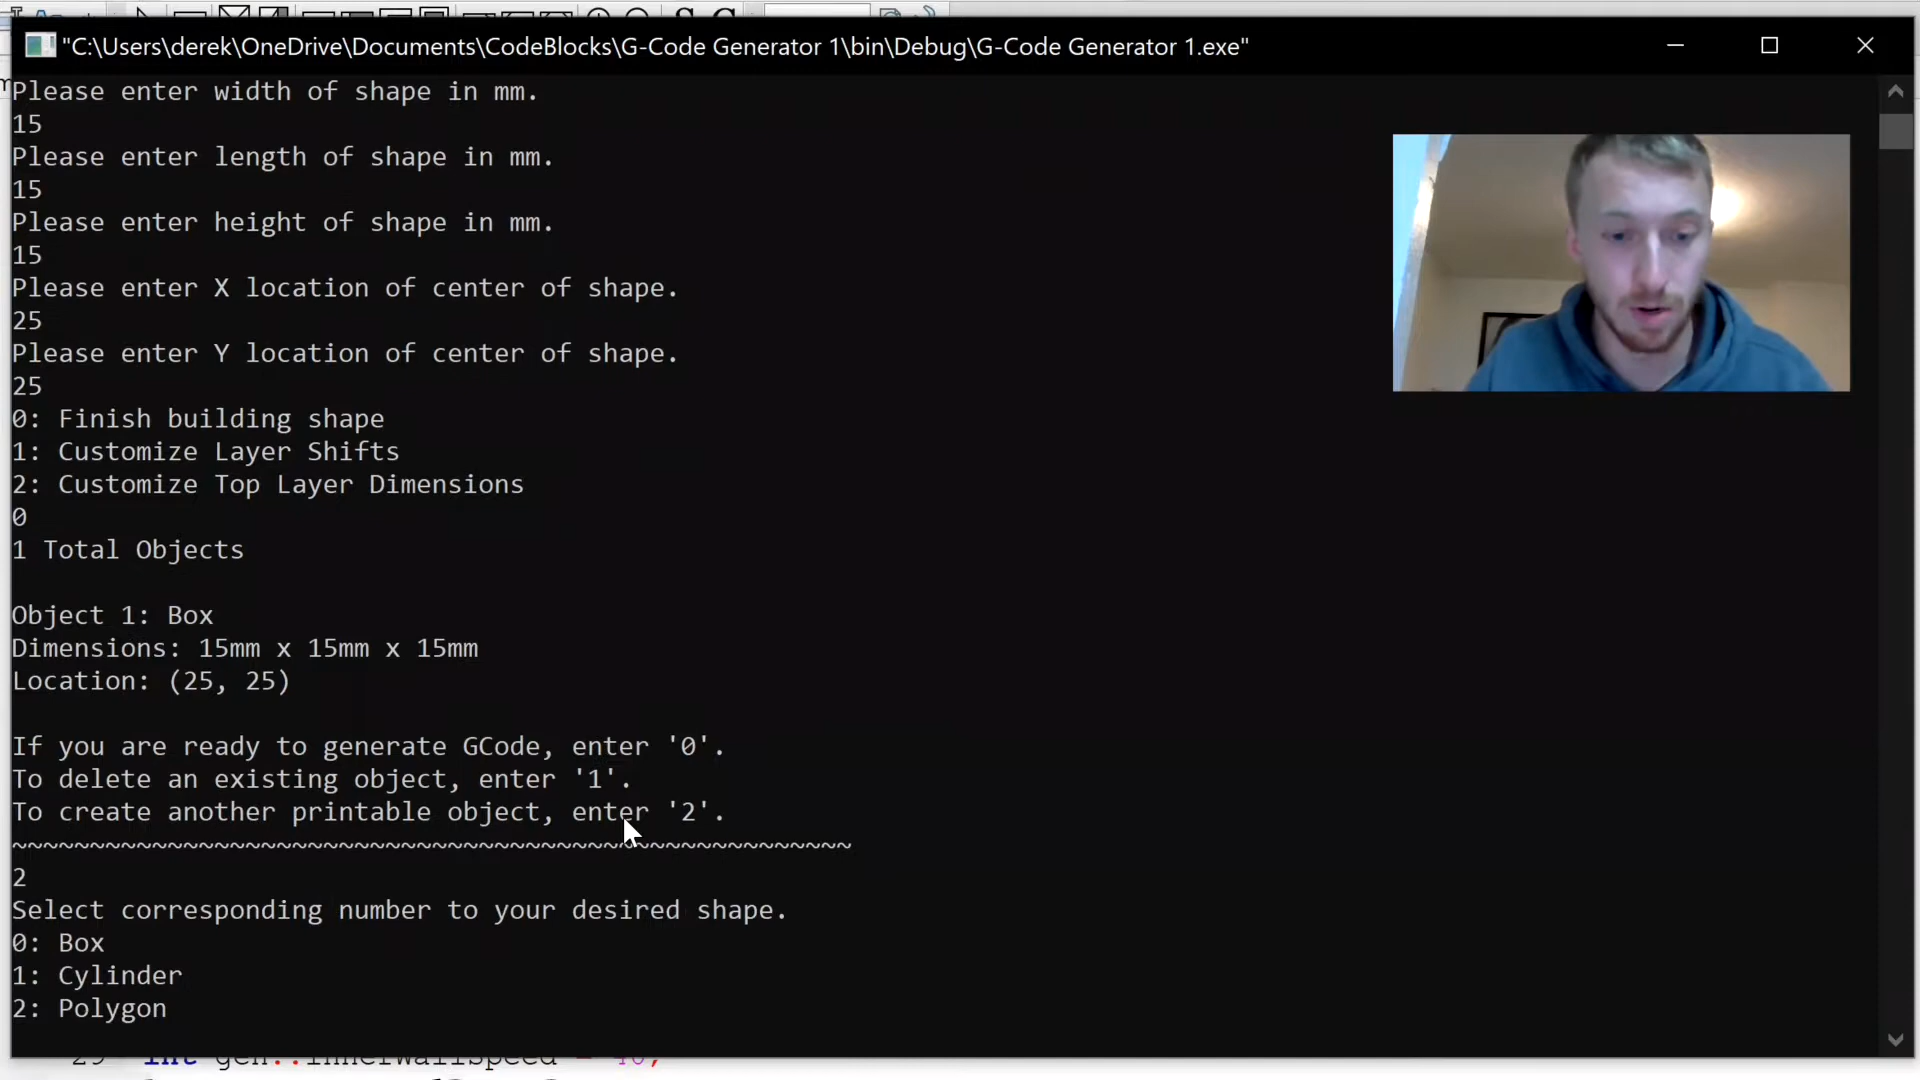 "C:\Users\derek\OneDrive\Documents\CodeBlocks\G-Code Generator 1\bin\Debug\G-Code Generator 1.exe"
Please enter width of shape in mm.
15
Please enter length of shape in mm.
15
Please enter height of shape in mm.
15
Please enter X location of center of shape.
25
Please enter Y location of center of shape.
25
0: Finish building shape
1: Customize Layer Shifts
2: Customize Top Layer Dimensions
0
1 Total Objects
Object 1: Box
Dimensions: 15mm x 15mm x 15mm
Location: (25, 25)
If you are ready to generate GCode, enter '0'.
To delete an existing object, enter '1'.
To create another printable object, enter '2'.
~~~~~~~~~~~~~~~~~~~~~~~~~~~~~~~~~~~~~~~~~~~~~~~~~~~~~~
2
Select corresponding number to your desired shape.
0: Box
1: Cylinder
2: Polygon
29 int gen::innerWallSpeed = 40;